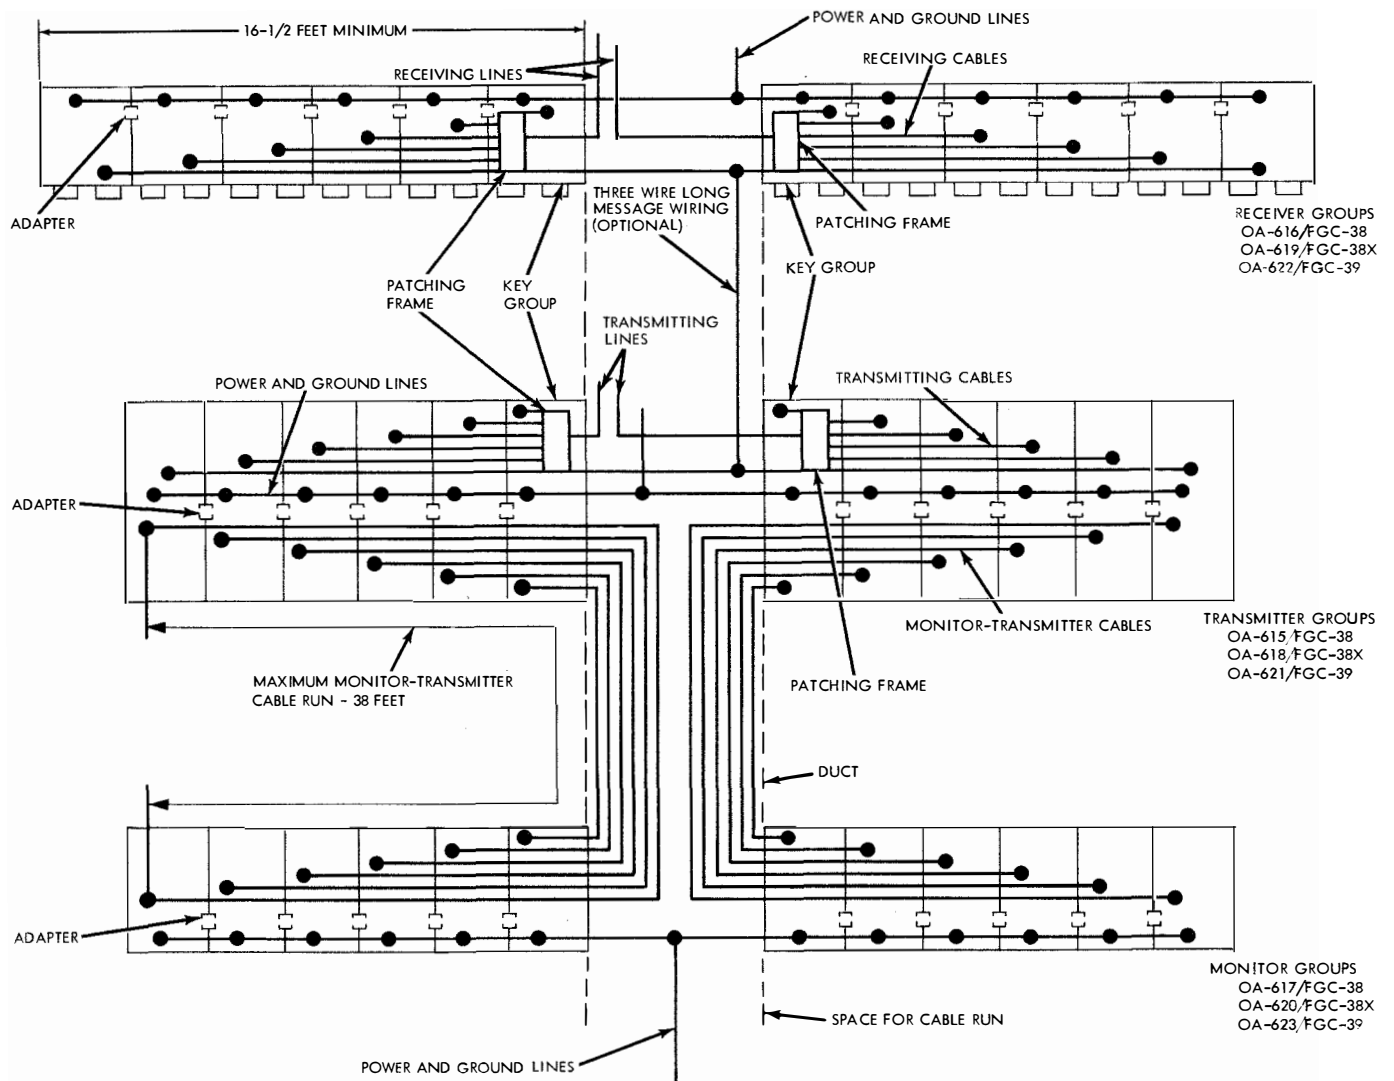 POWER AND GROUND LINES
16-1/2 FEET MINIMUM
RECEIVING LINES
RECEIVING CABLES
ADAPTER
THREE WIRE LONG
MESSAGE WIRING
(OPTIONAL)
PATCHING FRAME
RECEIVER GROUPS
OA-616/FGC-38
OA-619/FGC-38X
OA-622/FGC-39
KEY GROUP
PATCHING
FRAME
KEY
GROUP
TRANSMITTING
LINES
POWER AND GROUND LINES
TRANSMITTING CABLES
ADAPTER
MONITOR-TRANSMITTER CABLES
TRANSMITTER GROUPS
OA-615/FGC-38
OA-618/FGC-38X
OA-621/FGC-39
MAXIMUM MONITOR-TRANSMITTER
CABLE RUN - 38 FEET
PATCHING FRAME
DUCT
ADAPTER
MONITOR GROUPS
OA-617/FGC-38
OA-620/FGC-38X
OA-623/FGC-39
SPACE FOR CABLE RUN
POWER AND GROUND LINES